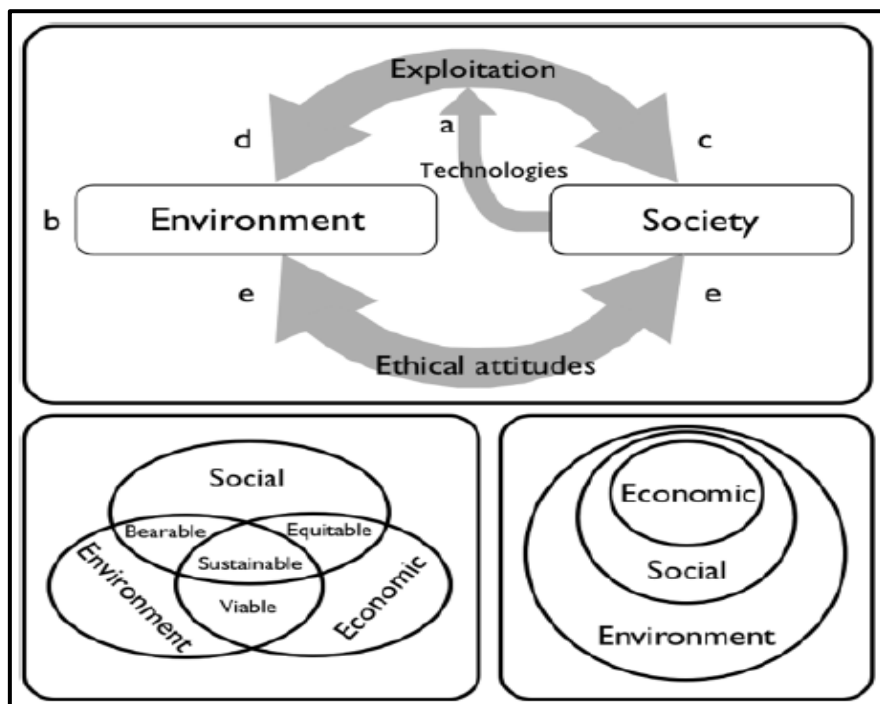 Exploitation
a
d
c
Technologies
b
Environment
Society
e
e
Ethical attitudes
Social
Bearable
Equitable
Sustainable
Environment
Economic
Viable
Economic
Social
Environment